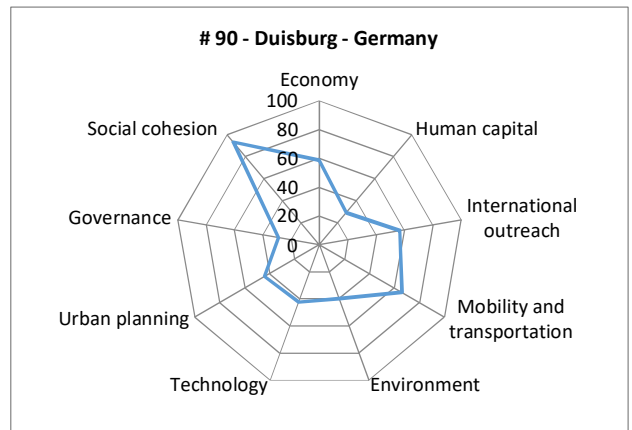 # 90 - Duisburg - Germany
Economy
100
80
60
40
20
0
Human capital
International
outreach
Mobility and
transportation
Environment
Technology
Urban planning
Governance
Social cohesion